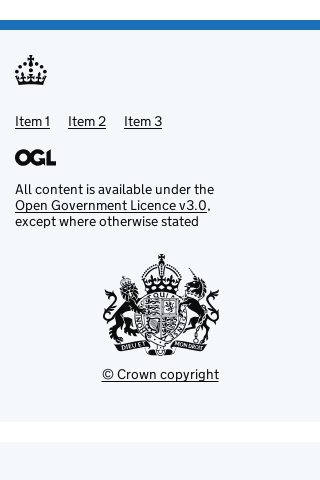 Item 1 Item 2 Item 3
OGL
All content is available under the
Open Government Licence v3.0,
except where otherwise stated
DIEU ET MON DROIT
© Crown copyright